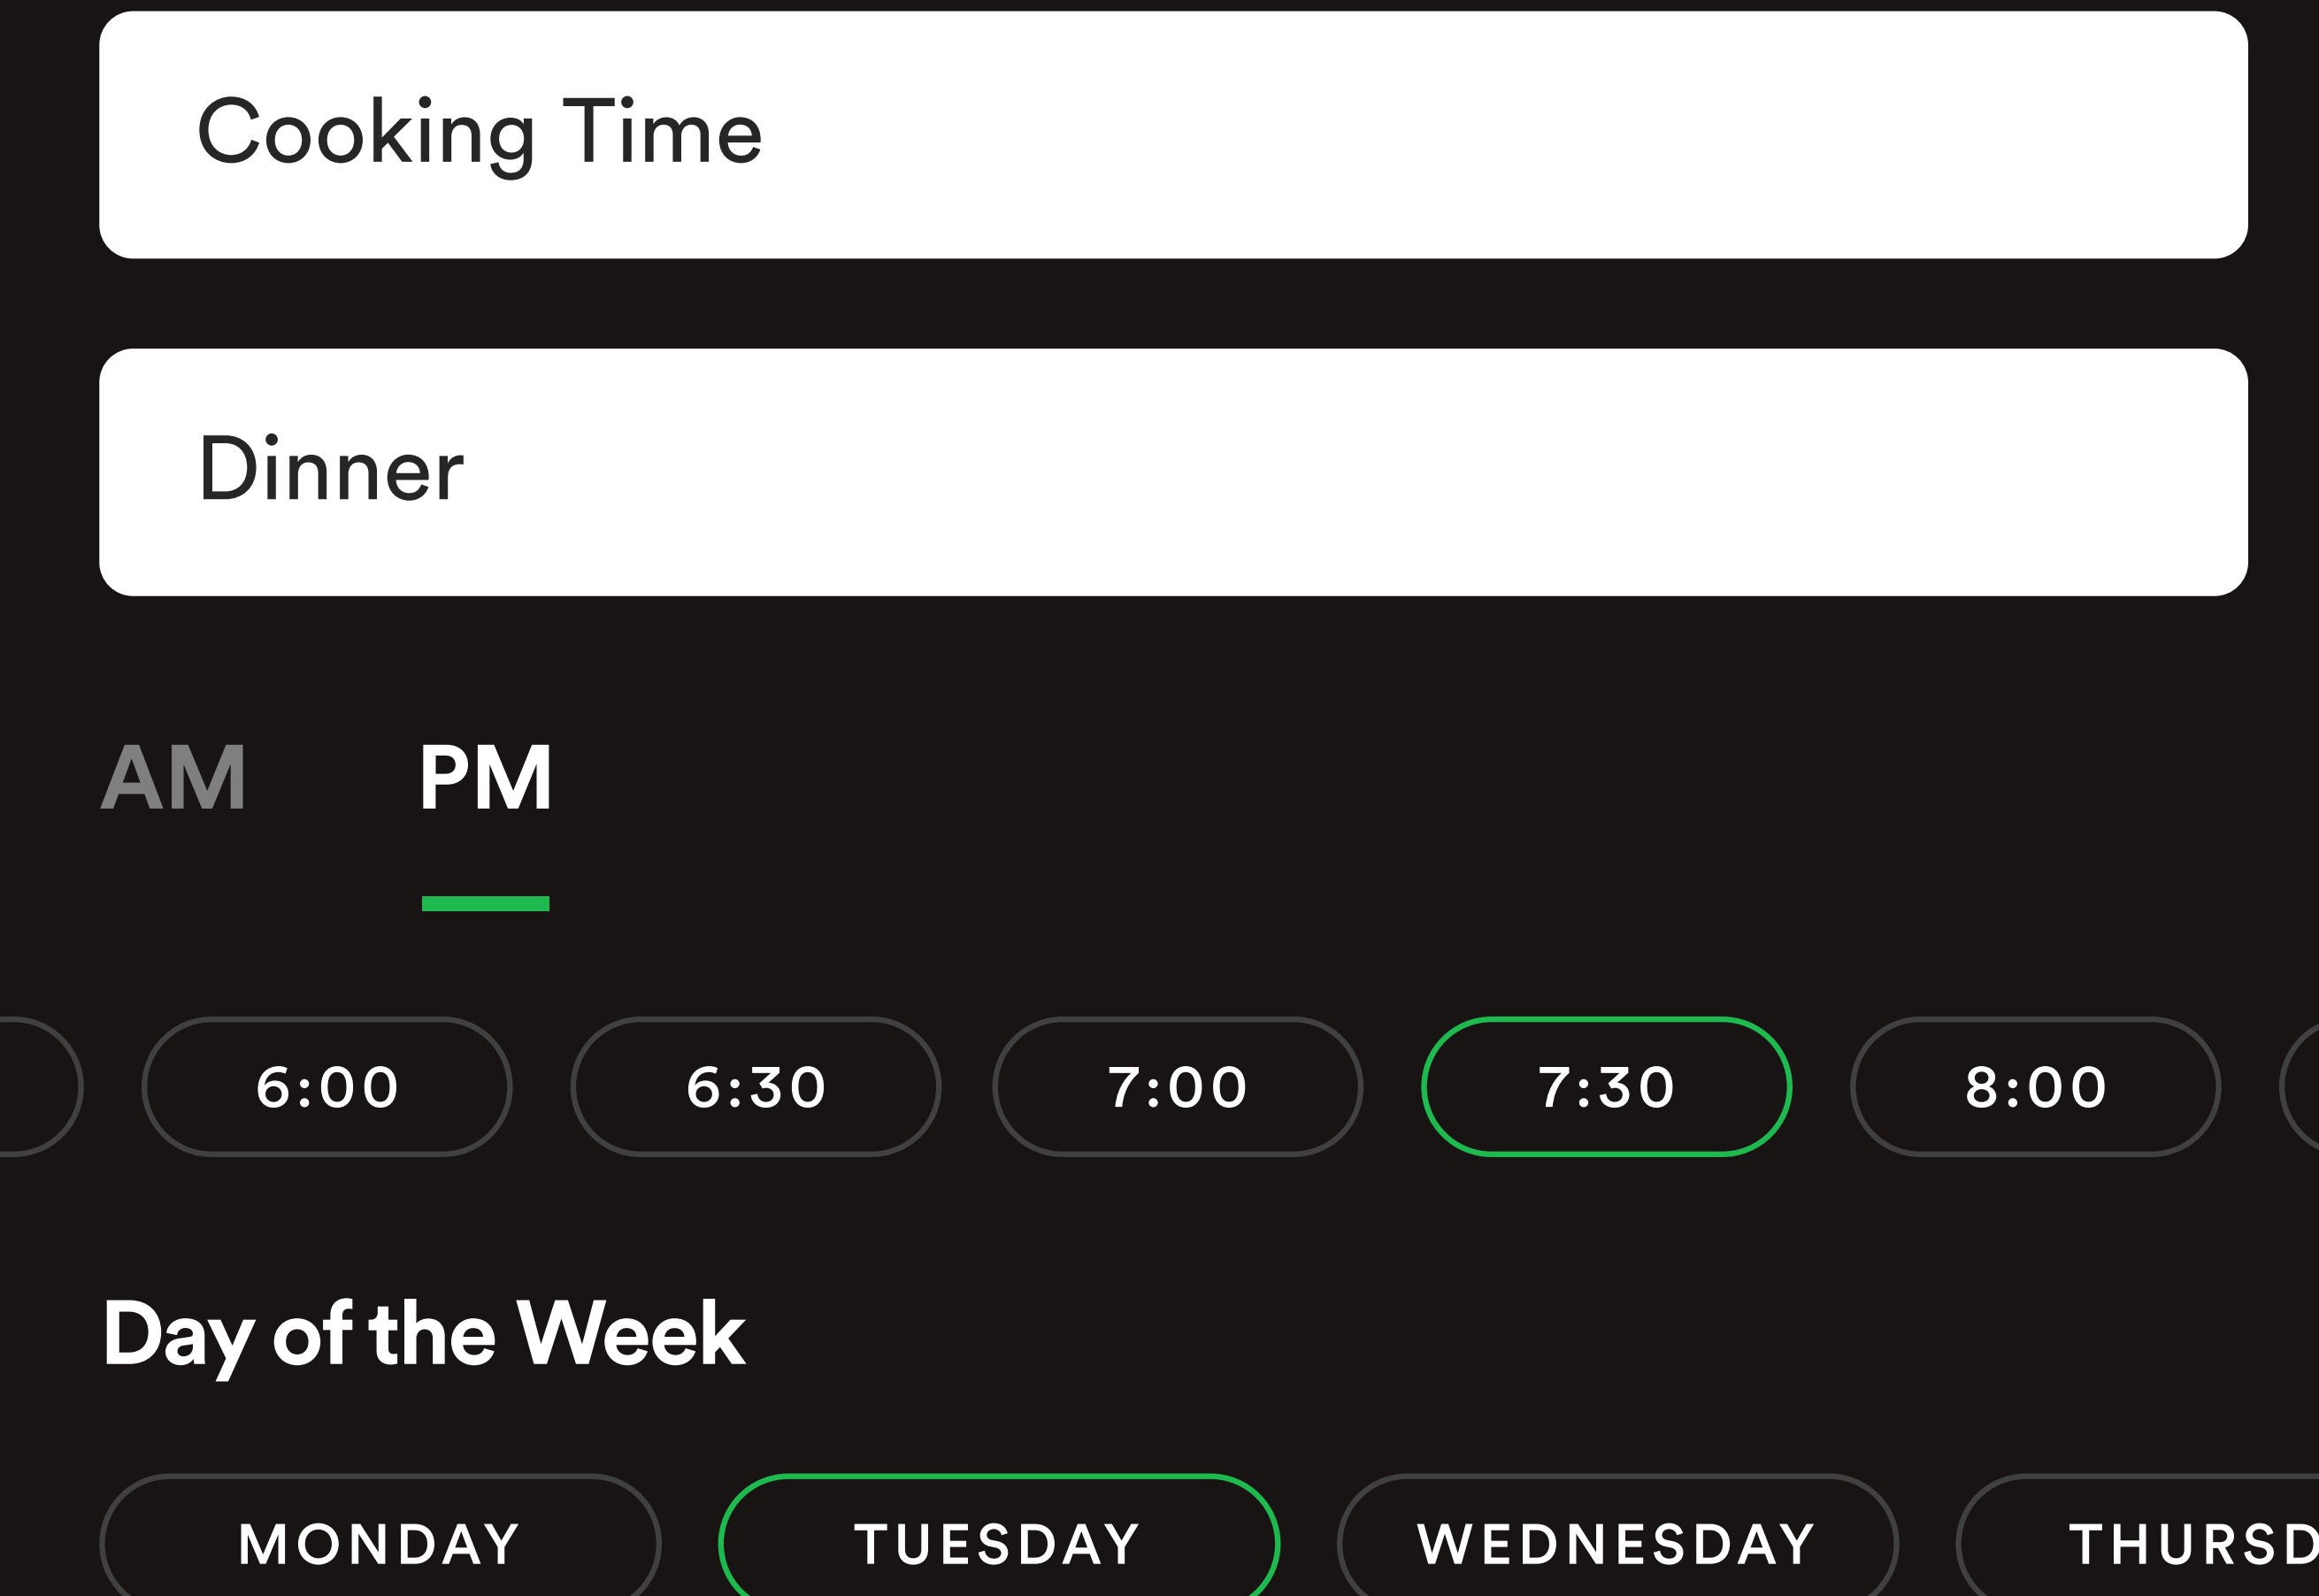 Cooking Time
Dinner
AM PM
6:00 6:30 7:00 7:30 8:00
Day of the Week
MONDAY TUESDAY WEDNESDAY